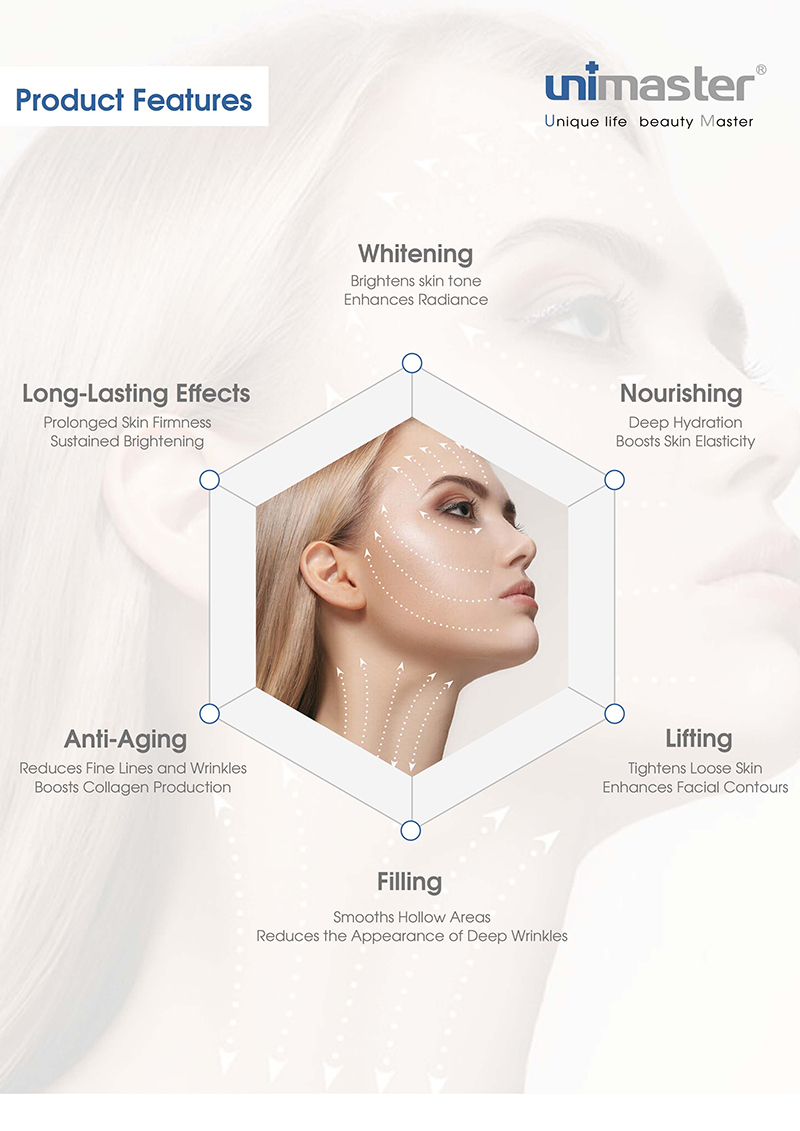 Product Features
unimaster®
Unique life beauty Master
Whitening
Brightens skin tone
Enhances Radiance
Long-Lasting Effects
Prolonged Skin Firmness
Sustained Brightening
Nourishing
Deep Hydration
Boosts Skin Elasticity
Anti-Aging
Reduces Fine Lines and Wrinkles
Boosts Collagen Production
Lifting
Tightens Loose Skin
Enhances Facial Contours
Filling
Smooths Hollow Areas
Reduces the Appearance of Deep Wrinkles